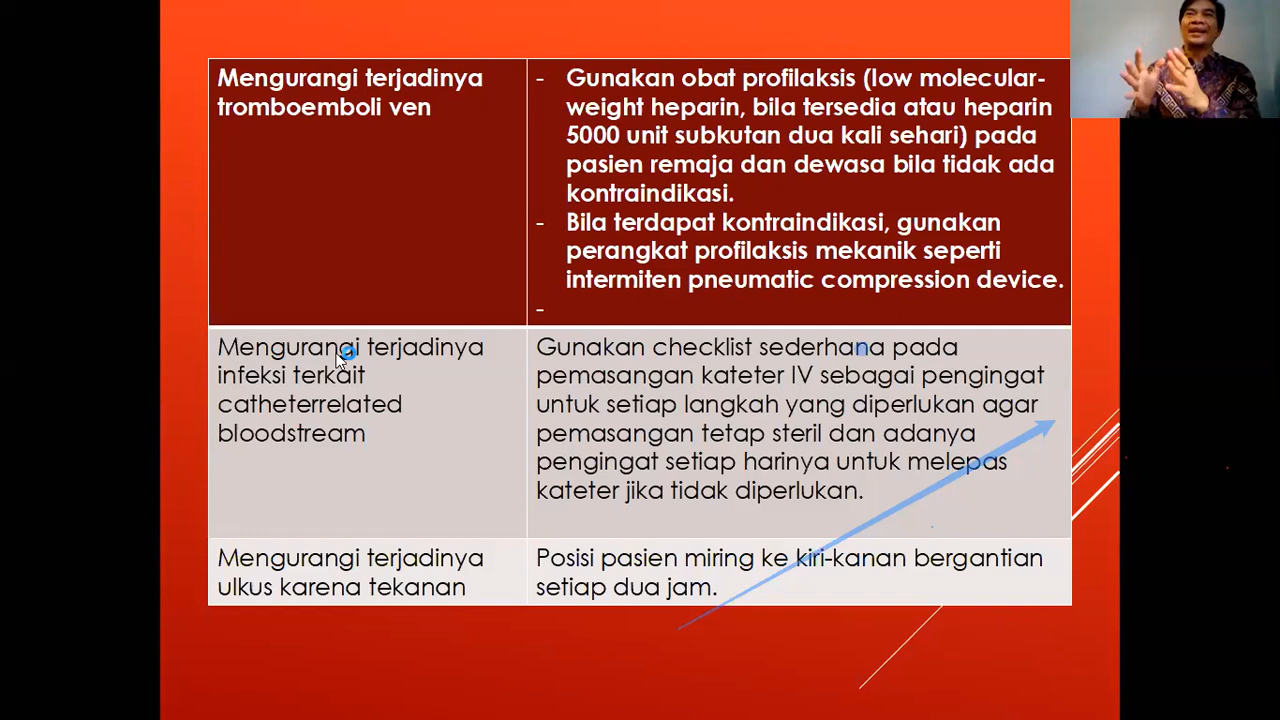 Mengurangi terjadinya
tromboemboli ven
- Gunakan obat profilaksis (low molecular-
weight heparin, bila tersedia atau heparin
5000 unit subkutan dua kali sehari) pada
pasien remaja dan dewasa bila tidak ada
kontraindikasi.
- Bila terdapat kontraindikasi, gunakan
perangkat profilaksis mekanik seperti
intermiten pneumatic compression device.
-
Mengurangi terjadinya
infeksi terkait
catheterrelated
bloodstream
Gunakan checklist sederhana pada
pemasangan kateter IV sebagai pengingat
untuk setiap langkah yang diperlukan agar
pemasangan tetap steril dan adanya
pengingat setiap harinya untuk melepas
kateter jika tidak diperlukan.
Mengurangi terjadinya
ulkus karena tekanan
Posisi pasien miring ke kiri-kanan bergantian
setiap dua jam.